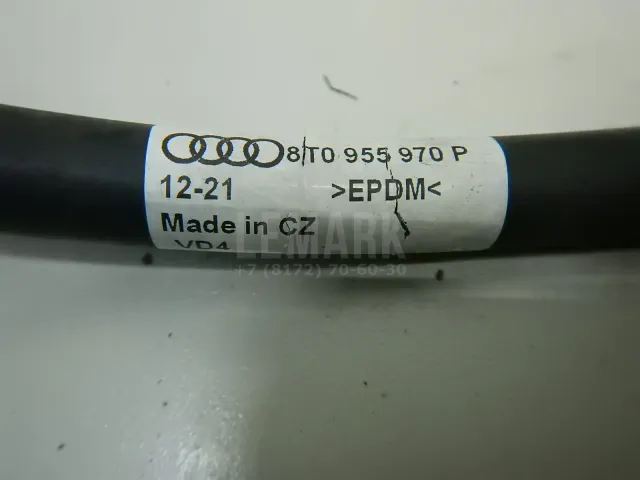 8T0 955 970 P
12-21 >EPDM<
Made in CZ
VD4
LEMARK
+7 (8172) 70-60-30